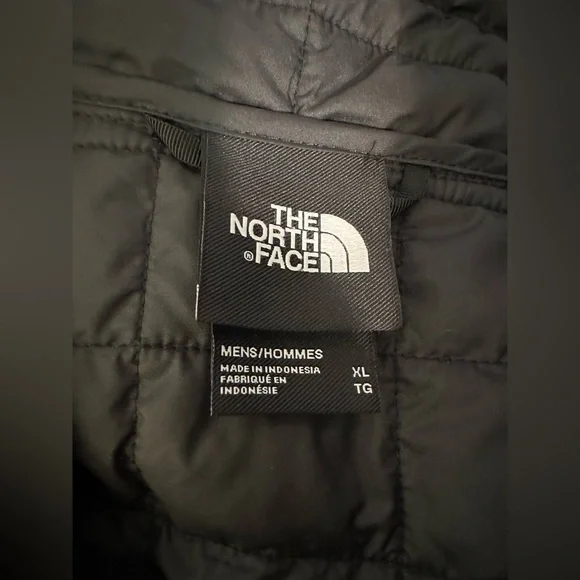 THE
NORTH
®FACE
MENS/HOMMES
MADE IN INDONESIA XL
FABRIQUÉ EN TG
INDONÉSIE